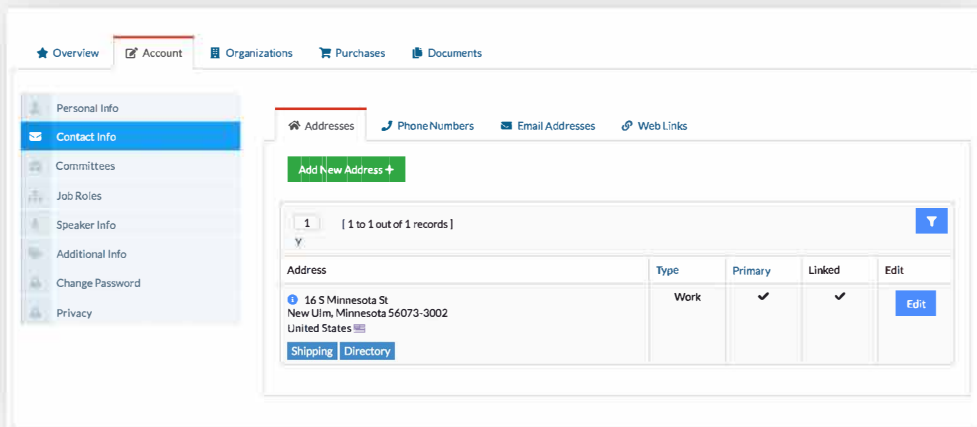 Overview Account Organizations Purchases Documents
Personal Info
Contact Info
Committees
Job Roles
Speaker Info
Additional Info
Change Password
Privacy
Addresses Phone Numbers Email Addresses Web Links
Add New Address +
1 [ 1 to 1 out of 1 records ]
Address Type Primary Linked Edit
16 S Minnesota St Work Edit
New Ulm, Minnesota 56073-3002
United States
Shipping Directory